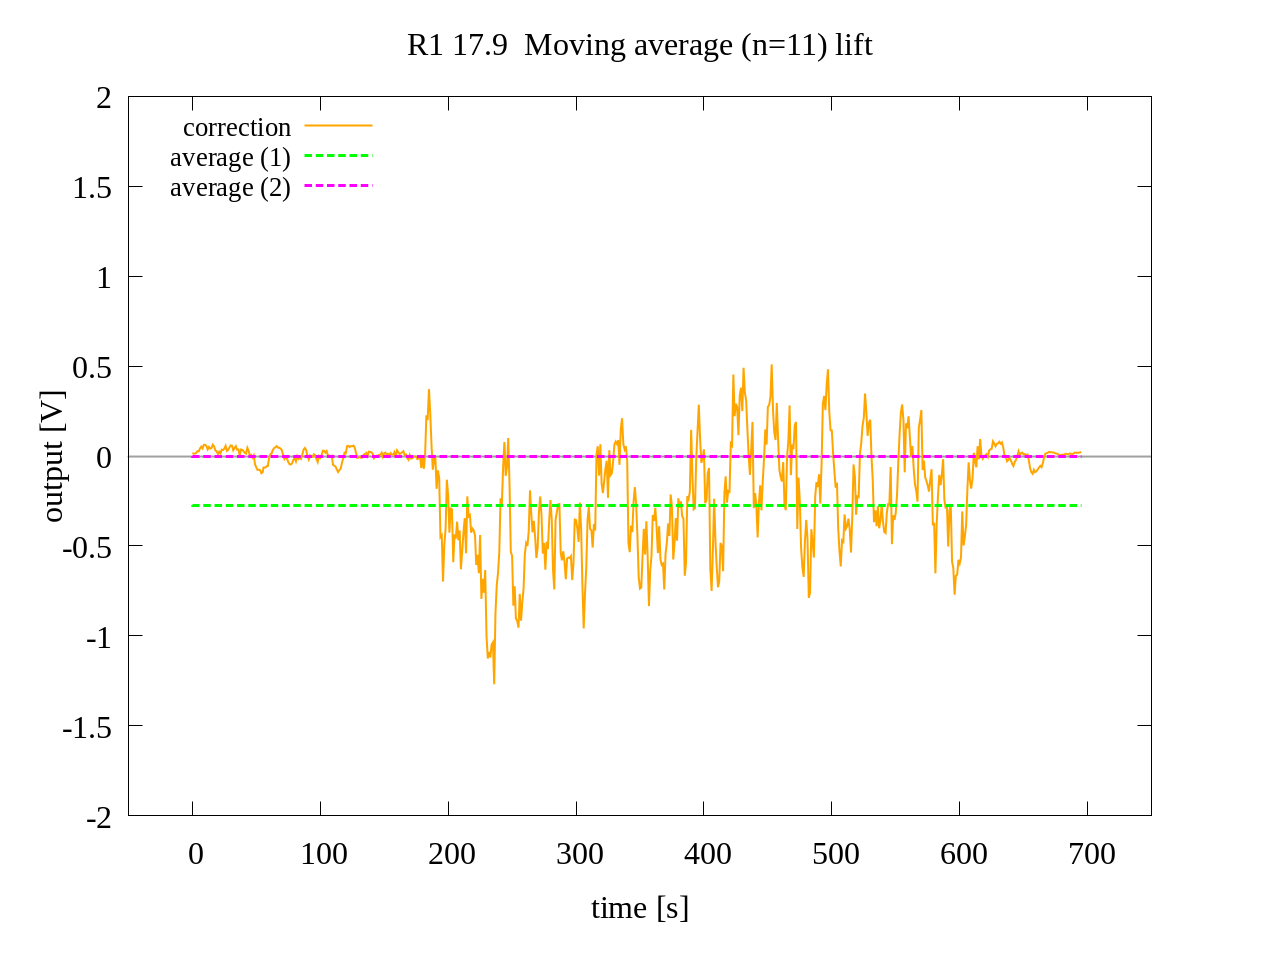 R1 17.9  Moving average (n=11) lift
correction
average (1)
average (2)
output [V]
2
1.5
1
0.5
0
-0.5
-1
-1.5
-2
0 100 200 300 400 500 600 700
time [s]